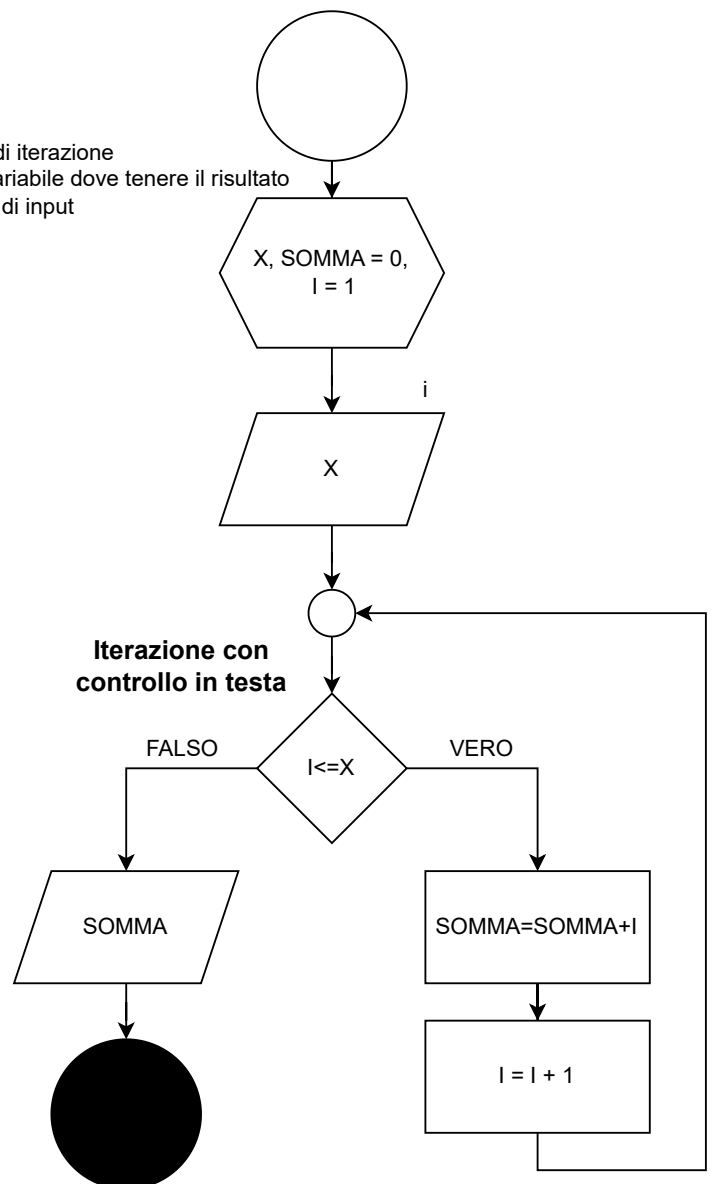 di iterazione
ariabile dove tenere il risultato
di input
X, SOMMA = 0,
I = 1
i
X
Iterazione con
controllo in testa
FALSO
I<=X
VERO
SOMMA
SOMMA=SOMMA+I
I = I + 1